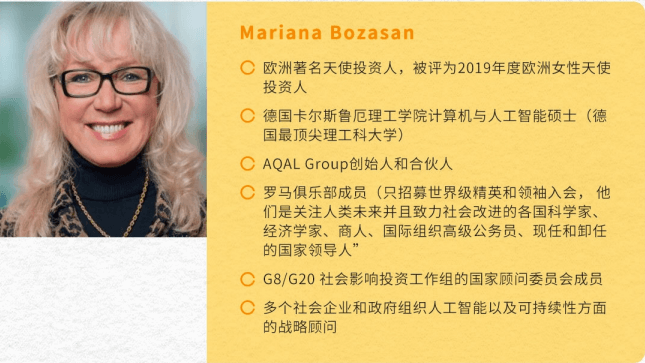 Mariana Bozasan
欧洲著名天使投资人，被评为2019年度欧洲女性天使
投资人
德国卡尔斯鲁厄理工学院计算机与人工智能硕士（德
国最顶尖理工科大学）
AQAL Group创始人和合伙人
罗马俱乐部成员（只招募世界级精英和领袖入会， 他
们是关注人类未来并且致力社会改进的各国科学家、
经济学家、商人、国际组织高级公务员、现任和卸任
的国家领导人”
G8/G20 社会影响投资工作组的国家顾问委员会成员
多个社会企业和政府组织人工智能以及可持续性方面
的战略顾问